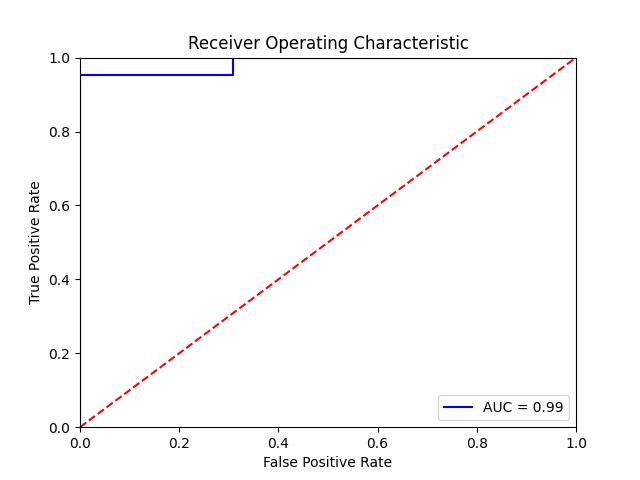 Receiver Operating Characteristic
1.0
0.8
0.6
0.4
0.2
0.0
True Positive Rate
AUC = 0.99
0.0 0.2 0.4 0.6 0.8 1.0
False Positive Rate